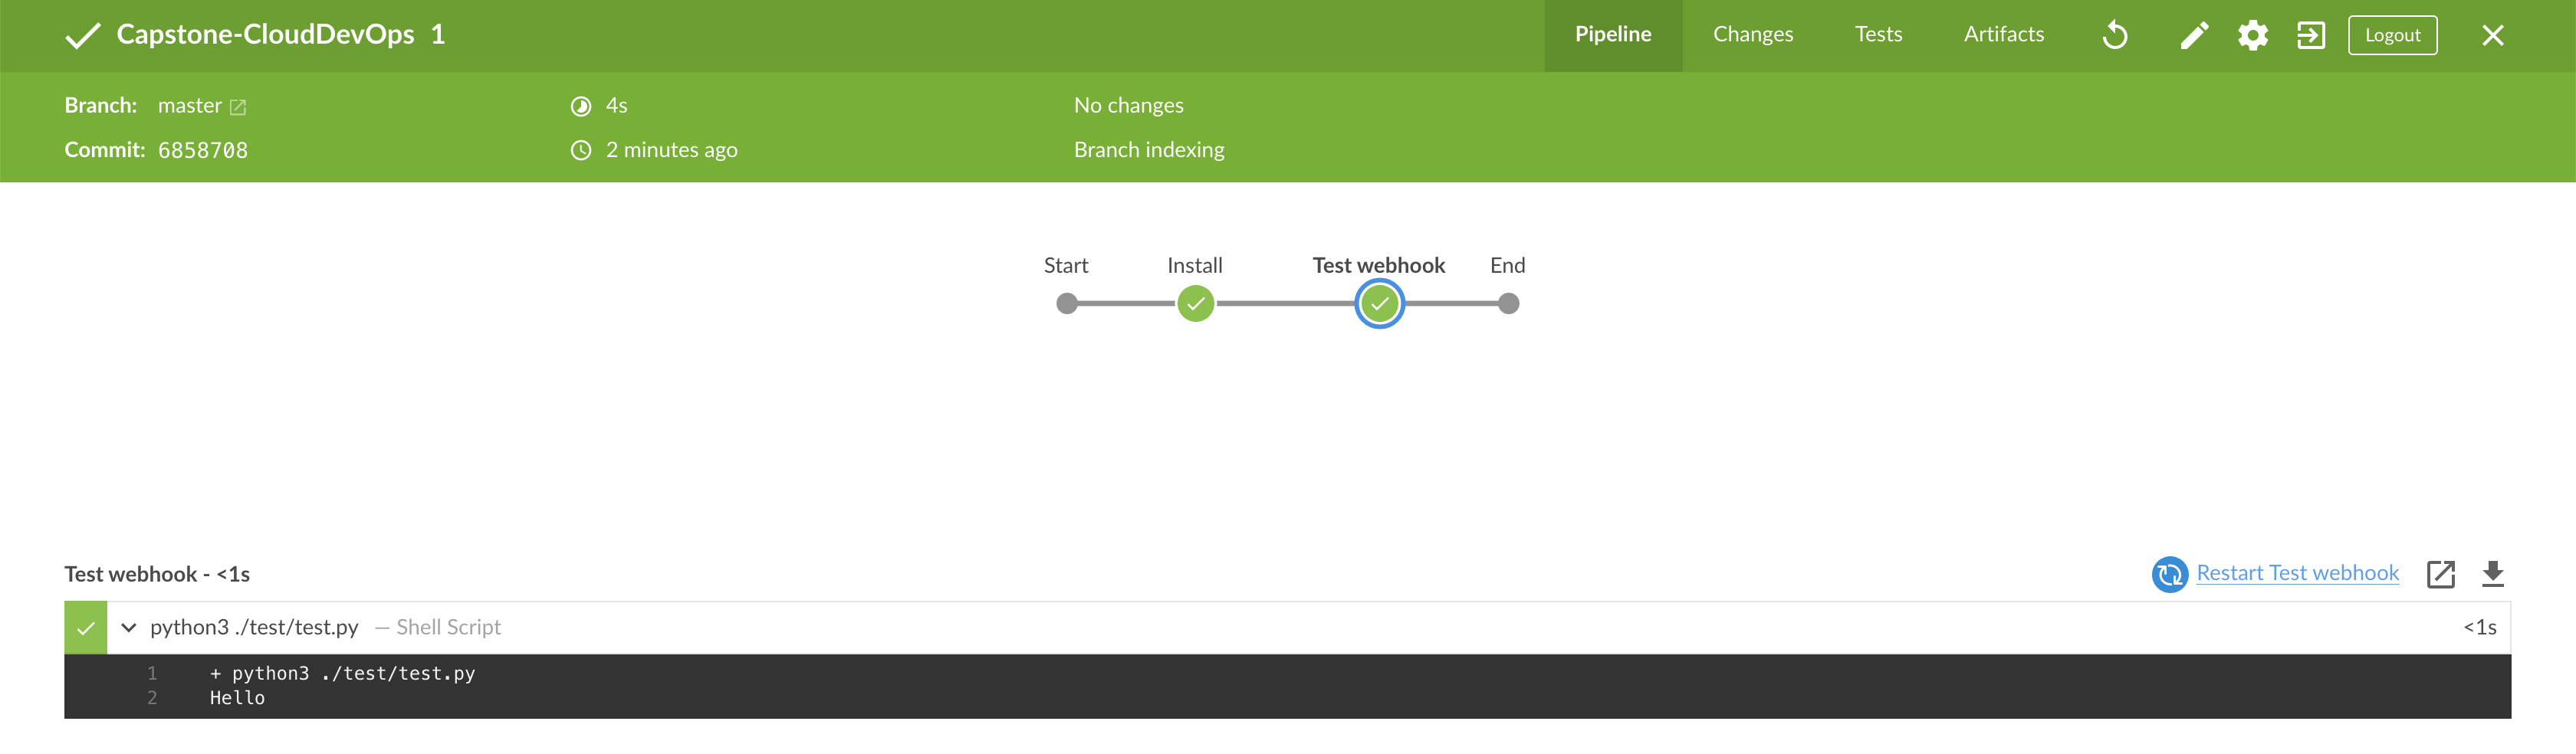 Capstone-CloudDevOps 1
Pipeline Changes Tests Artifacts Logout
Branch: master 4s No changes
Commit: 6858708 2 minutes ago Branch indexing
Start Install Test webhook End
Test webhook - <1s Restart Test webhook
python3 ./test/test.py — Shell Script <1s
1 + python3 ./test/test.py
2 Hello